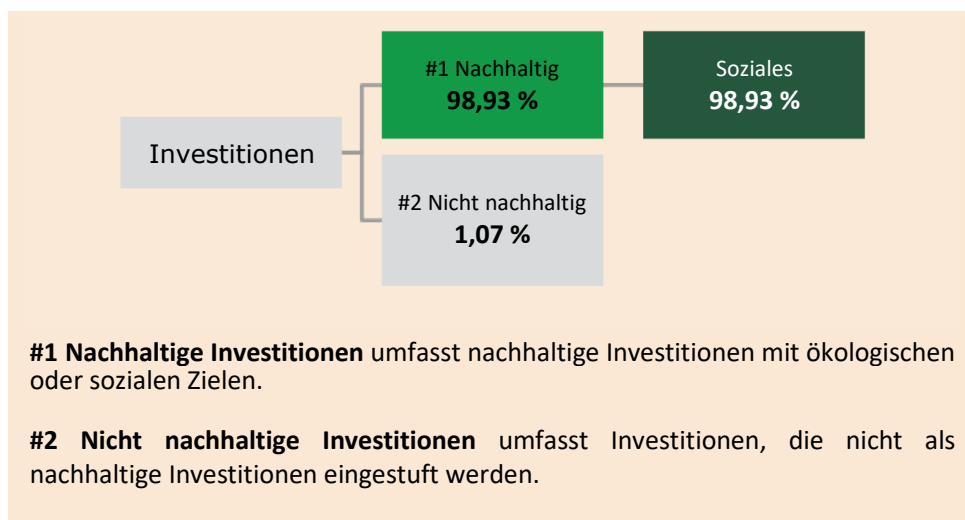 #1 Nachhaltig
98,93 %
Soziales
98,93 %
Investitionen
#2 Nicht nachhaltig
1,07 %
#1 Nachhaltige Investitionen umfasst nachhaltige Investitionen mit ökologischen
oder sozialen Zielen.
#2 Nicht nachhaltige Investitionen umfasst Investitionen, die nicht als
nachhaltige Investitionen eingestuft werden.